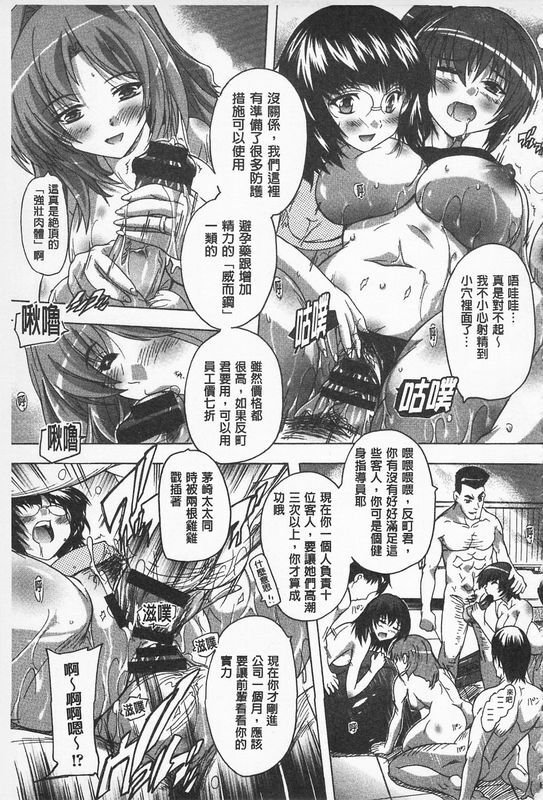 唔哇哇…
真是對不起～
我不小心射精到
小穴裡面了…
沒關係,我們這裡
有準備了很多防護
措施可以使用
避孕藥跟增加
精力的「威而鋼」
一類的
這真是絕頂的
「強壯肉體」啊
咕噗
咕噗
啾嚕
啾嚕
雖然價格都
很高,如果反町
君要用,可以用
員工價七折
喂喂喂,反町君,
你有沒有好好滿足這
些客人,你可是個健
身指導員耶
現在你一個人負責十
位客人,要讓她們高潮
三次以上,你才算成
功哦
來吧
茅崎太太同
時被兩根雞雞
戳插著
滋噗
滋噗
滋噗
現在你才剛進
公司一個月,應該
要讓前輩看看你的
實力
啊
～啊啊嗯～
!?